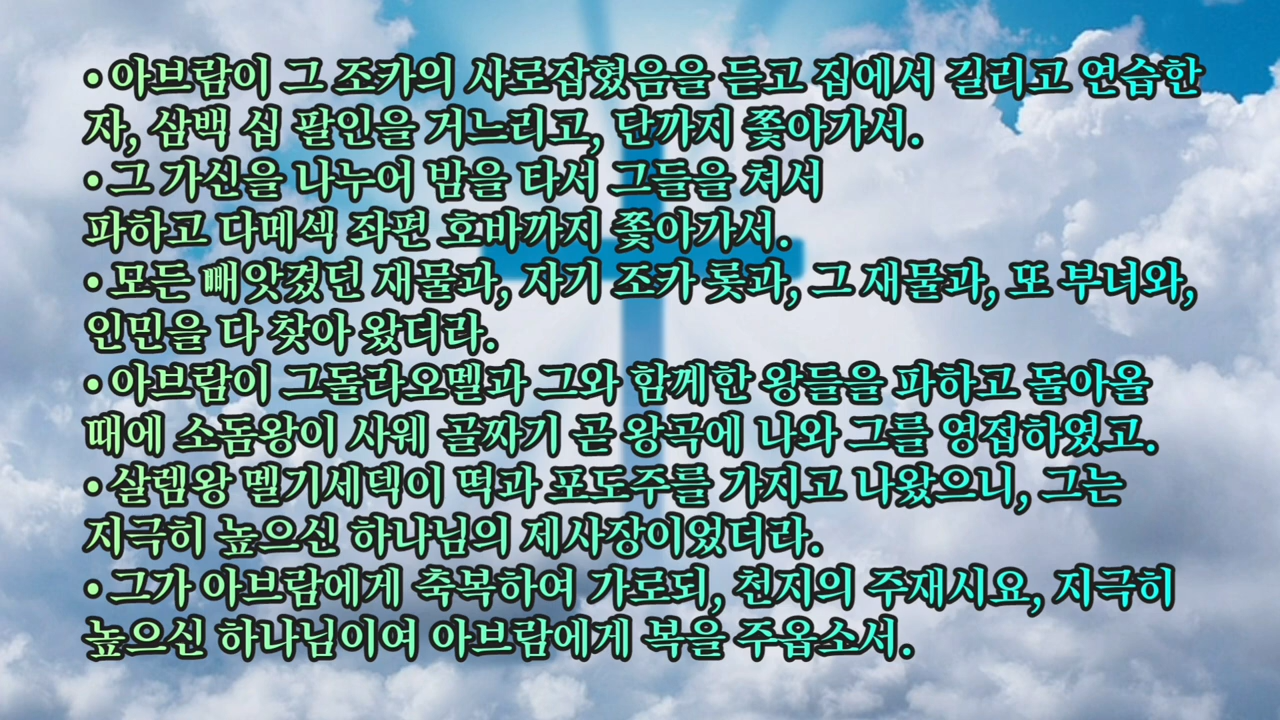 • 아브람이 그 조카의 사로잡혔음을 듣고 집에서 길리고 연습한
자, 삼백 십 팔인을 거느리고, 단까지 쫓아가서.
• 그 가신을 나누어 밤을 타서 그들을 쳐서
파하고 다메섹 좌편 호바까지 쫓아가서.
• 모든 빼앗겼던 재물과, 자기 조카 롯과, 그 재물과, 또 부녀와,
인민을 다 찾아 왔더라.
• 아브람이 그돌라오멜과 그와 함께한 왕들을 파하고 돌아올
때에 소돔왕이 사웨 골짜기 곧 왕곡에 나와 그를 영접하였고.
• 살렘왕 멜기세덱이 떡과 포도주를 가지고 나왔으니, 그는
지극히 높으신 하나님의 제사장이었더라.
• 그가 아브람에게 축복하여 가로되, 천지의 주재시요, 지극히
높으신 하나님이여 아브람에게 복을 주옵소서.